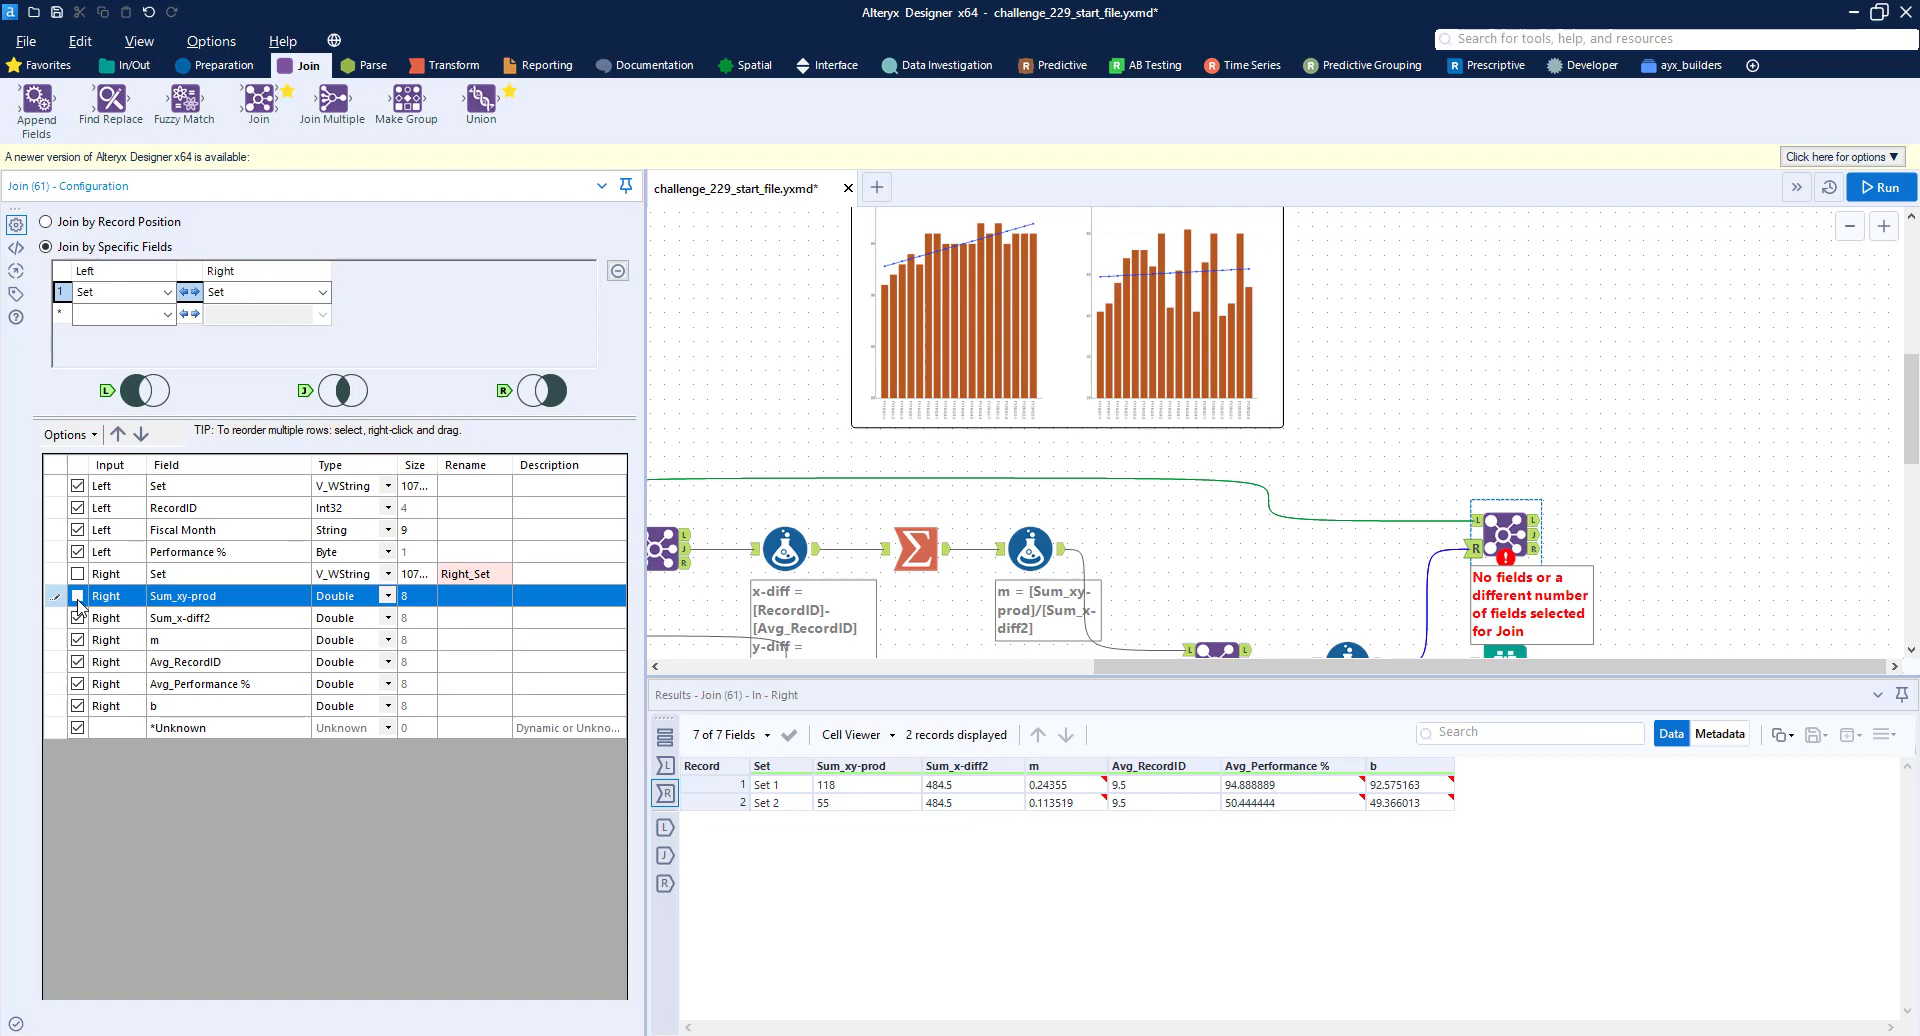 Alteryx Designer x64 - challenge_229_start_file.yxmd*
File Edit View Options Help
Search for tools, help, and resources
Favorites In/Out Preparation Join Parse Transform Reporting Documentation Spatial Interface Data Investigation Predictive AB Testing Time Series Predictive Grouping Prescriptive Developer ayx_builders
Append Fields
Find Replace
Fuzzy Match
Join
Join Multiple
Make Group
Union
A newer version of Alteryx Designer x64 is available:
Click here for options ▼
Join (61) - Configuration
challenge_229_start_file.yxmd*
Run
Join by Record Position
Join by Specific Fields
Left Right
1 Set Set
*
L J R
Options
TIP: To reorder multiple rows: select, right-click and drag.
Input Field Type Size Rename Description
Left Set V_WString 107...
Left RecordID Int32 4
Left Fiscal Month String 9
Left Performance % Byte 1
Right Set V_WString 107... Right_Set
Right Sum_xy-prod Double 8
Right Sum_x-diff2 Double 8
Right m Double 8
Right Avg_RecordID Double 8
Right Avg_Performance % Double 8
Right b Double 8
*Unknown Unknown 0 Dynamic or Unkno...
L
J
R
x-diff =
[RecordID]-
[Avg_RecordID]
y-diff =
m = [Sum_xy-
prod]/[Sum_x-
diff2]
L L
L L
J
R R
No fields or a
different number
of fields selected
for Join
Results - Join (61) - In - Right
7 of 7 Fields Cell Viewer 2 records displayed
Search
Data Metadata
Record Set Sum_xy-prod Sum_x-diff2 m Avg_RecordID Avg_Performance % b
1 Set 1 118 484.5 0.24355 9.5 94.888889 92.575163
2 Set 2 55 484.5 0.113519 9.5 50.444444 49.366013
L
R
L
J
R